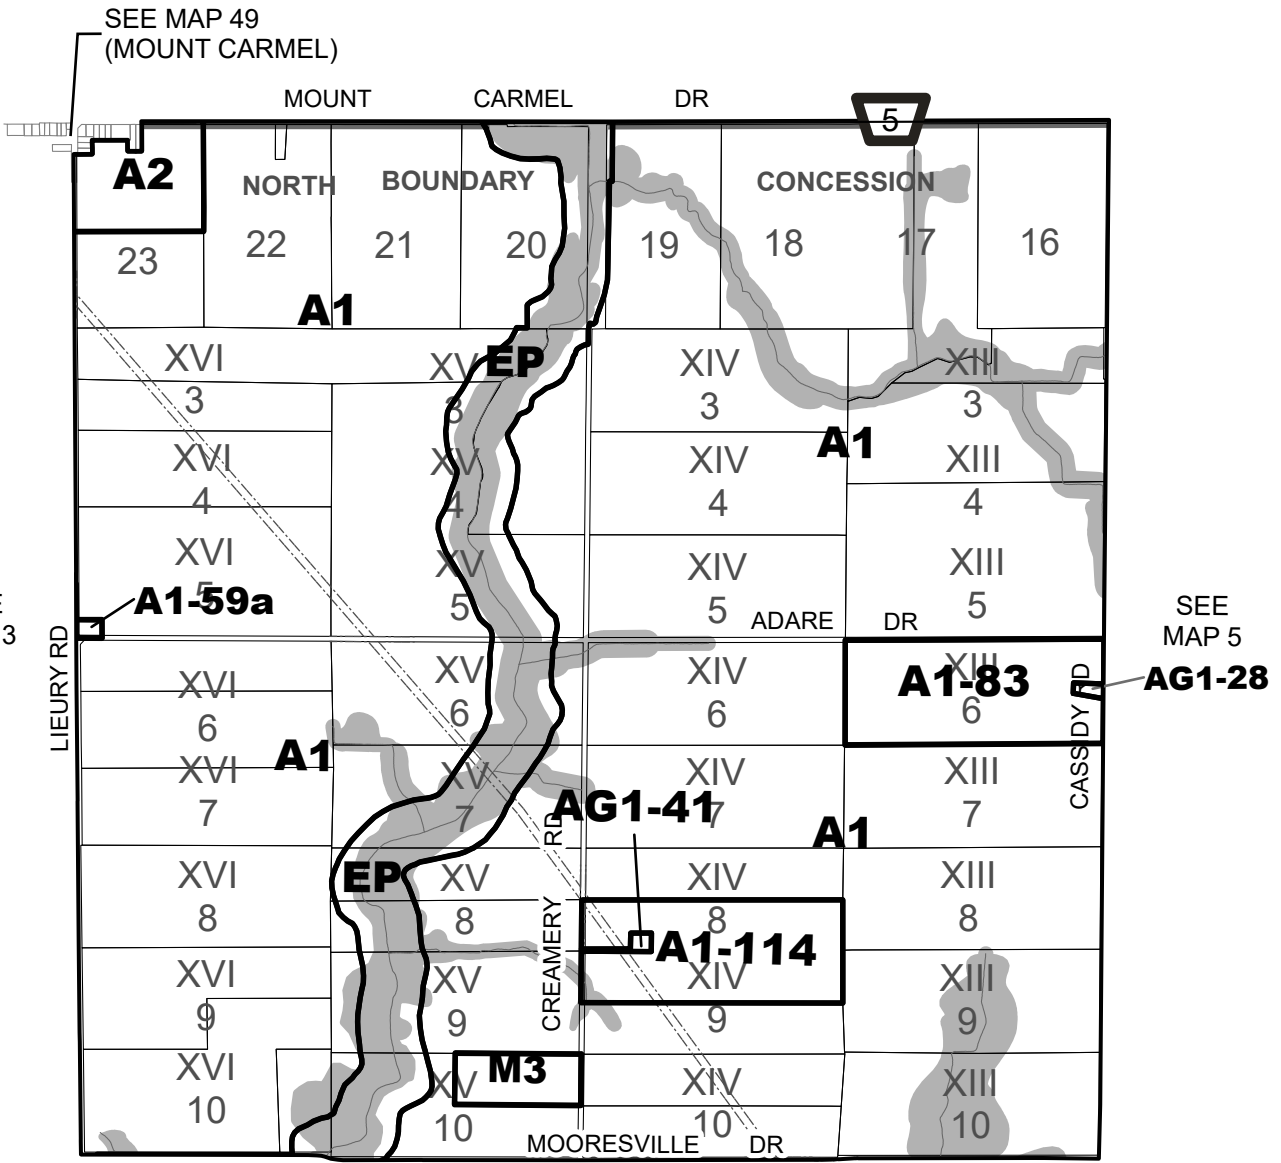 SEE MAP 49
(MOUNT CARMEL)
MOUNT CARMEL DR
5
A2
NORTH BOUNDARY CONCESSION
23
22
21
20
19
18
17
16
A1
XVI
3
XV
3
EP
XIV
3
XIII
3
A1
XVI
4
XV
4
XIV
4
XIII
4
XVI
5
XV
5
XIV
5
XIII
5
A1-59a
3
LIEURY RD
ADARE DR
SEE
MAP 5
AG1-28
XVI
6
XV
6
XIV
6
XIII
6
A1-83
CASSIDY RD
A1
XVI
7
XV
7
XIV
7
XIII
7
AG1-41
A1
CREAMERY RD
EP
XVI
8
XV
8
XIV
8
XIII
8
A1-114
XVI
9
XV
9
XIV
9
XIII
9
M3
XVI
10
XV
10
XIV
10
XIII
10
MOORESVILLE DR